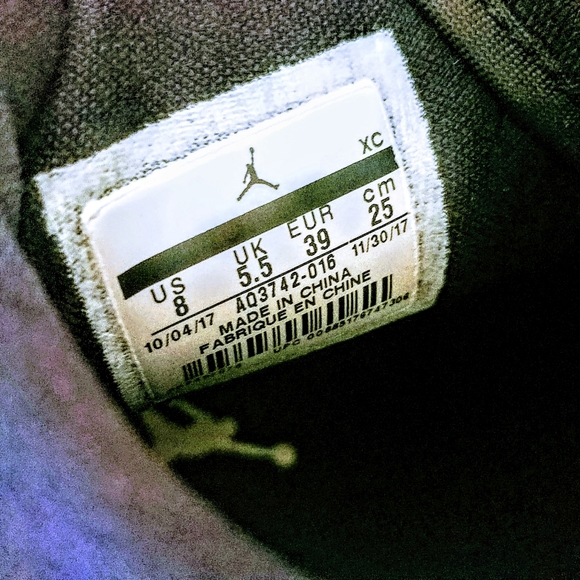 XC
US UK EUR cm
8 5.5 39 25
10/04/17 AQ3742-016 11/30/17
MADE IN CHINA
FABRIQUE EN CHINE
UPC